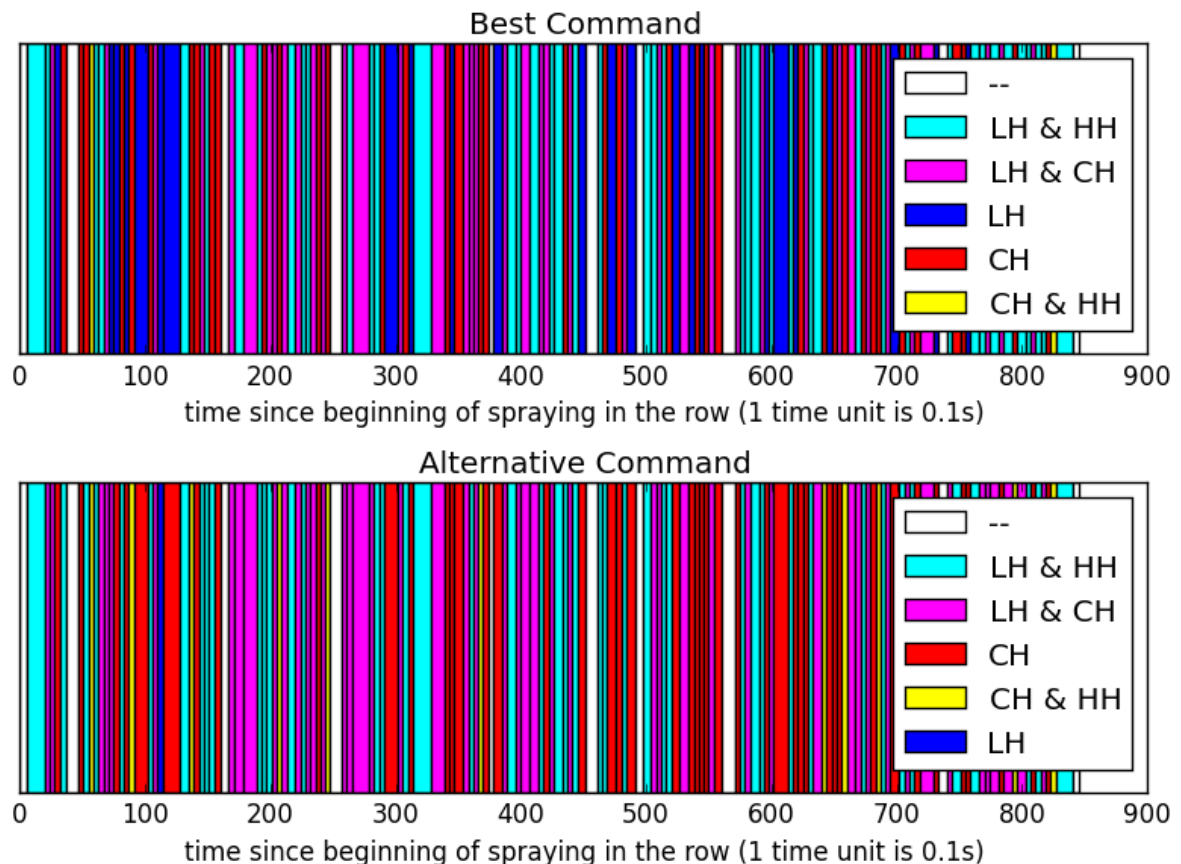 Best Command
--
LH & HH
LH & CH
LH
CH
CH & HH
0 100 200 300 400 500 600 700 800 900
time since beginning of spraying in the row (1 time unit is 0.1s)
Alternative Command
--
LH & HH
LH & CH
CH
CH & HH
LH
0 100 200 300 400 500 600 700 800 900
time since beginning of spraying in the row (1 time unit is 0.1s)